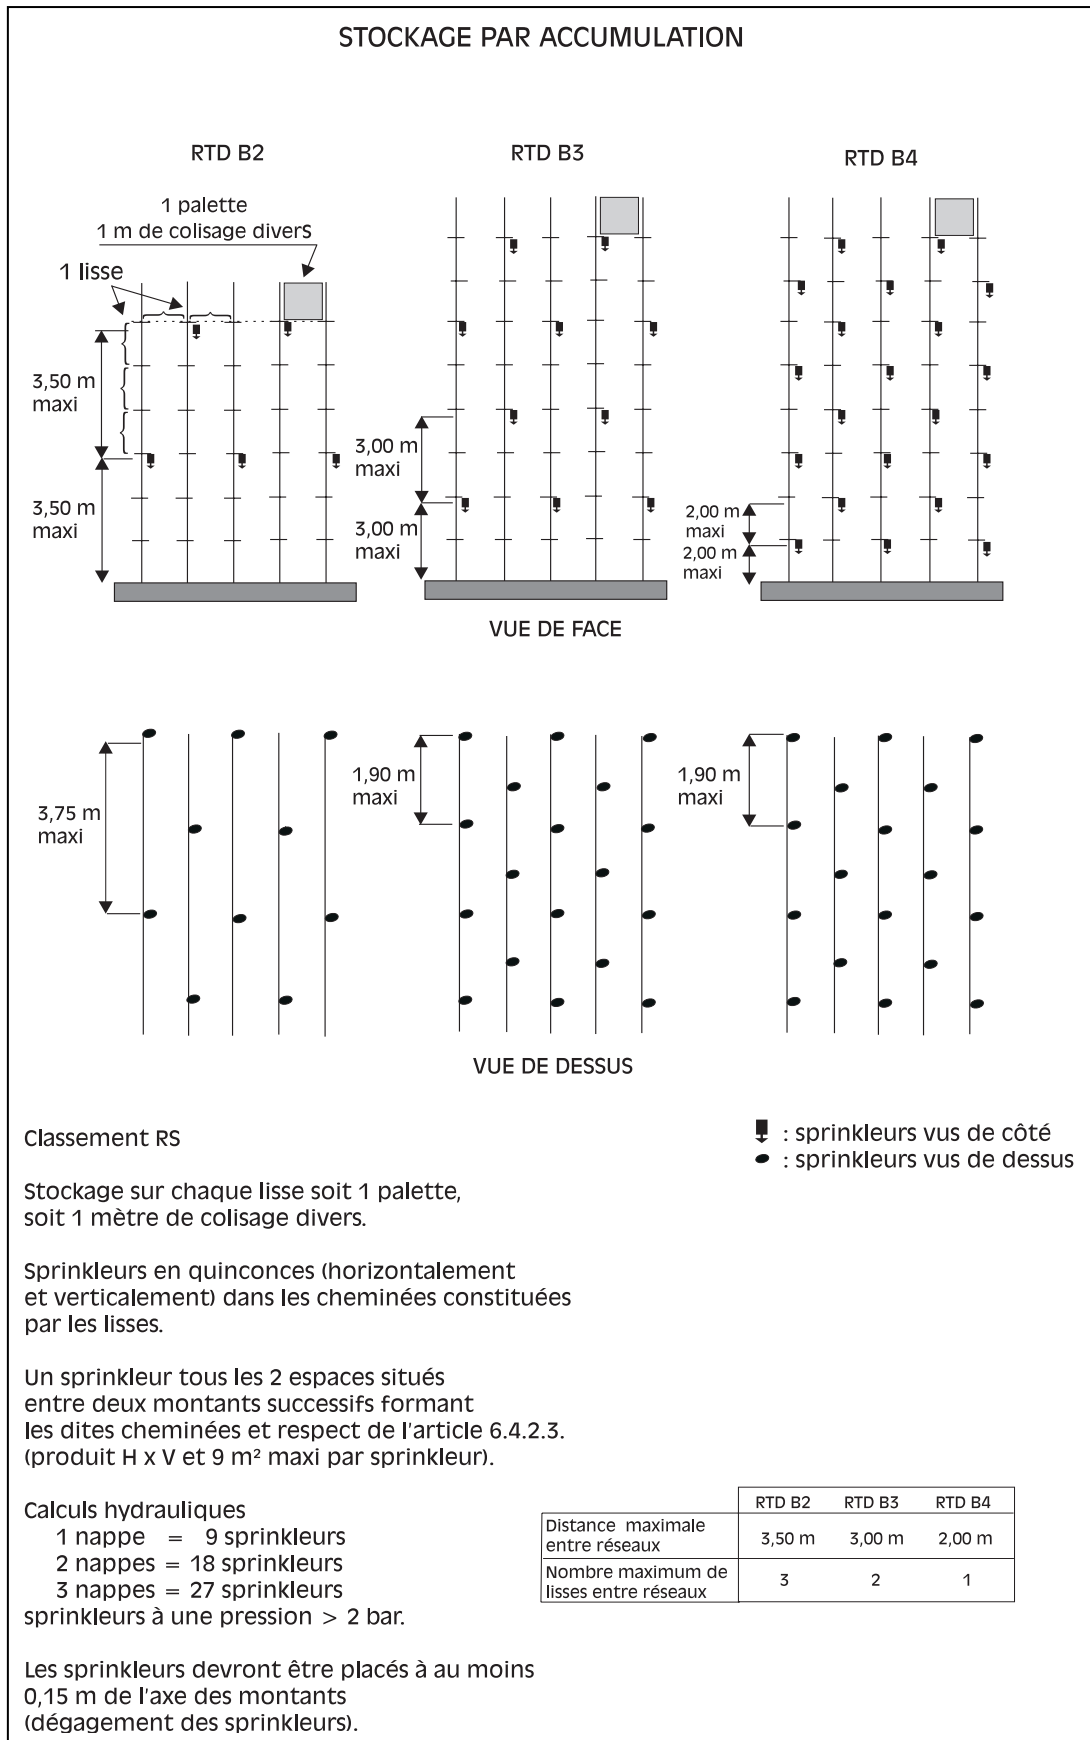 STOCKAGE PAR ACCUMULATION
RTD B2
RTD B3
RTD B4
1 palette
1 m de colisage divers
1 lisse
3,50 m
maxi
3,50 m
maxi
3,00 m
maxi
3,00 m
maxi
2,00 m
maxi
2,00 m
maxi
VUE DE FACE
3,75 m
maxi
1,90 m
maxi
1,90 m
maxi
VUE DE DESSUS
Classement RS
: sprinkleurs vus de côté
: sprinkleurs vus de dessus
Stockage sur chaque lisse soit 1 palette,
soit 1 mètre de colisage divers.
Sprinkleurs en quinconces (horizontalement
et verticalement) dans les cheminées constituées
par les lisses.
Un sprinkleur tous les 2 espaces situés
entre deux montants successifs formant
les dites cheminées et respect de l'article 6.4.2.3.
(produit H x V et 9 m² maxi par sprinkleur).
Calculs hydrauliques
1 nappe = 9 sprinkleurs
2 nappes = 18 sprinkleurs
3 nappes = 27 sprinkleurs
sprinkleurs à une pression > 2 bar.
RTD B2 RTD B3 RTD B4
Distance maximale
entre réseaux 3,50 m 3,00 m 2,00 m
Nombre maximum de
lisses entre réseaux 3 2 1
Les sprinkleurs devront être placés à au moins
0,15 m de l'axe des montants
(dégagement des sprinkleurs).